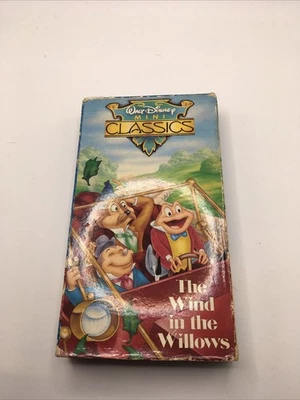 Walt Disney
MINI
CLASSICS
The
Wind
in the
Willows